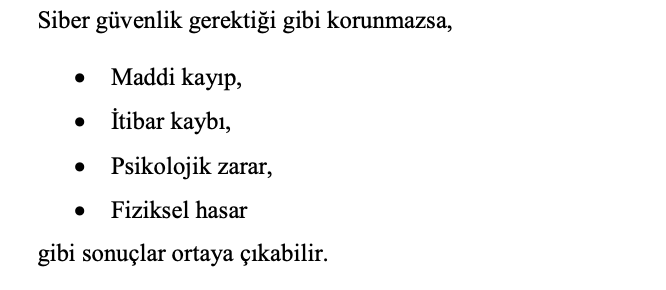 Siber güvenlik gerektiği gibi korunmazsa,
• Maddi kayıp,
• İtibar kaybı,
• Psikolojik zarar,
• Fiziksel hasar
gibi sonuçlar ortaya çıkabilir.